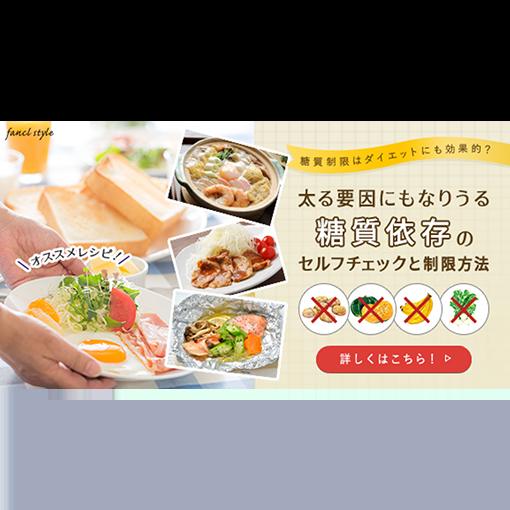 fancl style
オススメレシピ!
糖質制限はダイエットにも効果的?
太る要因にもなりうる
糖質依存の
セルフチェックと制限方法
詳しくはこちら!